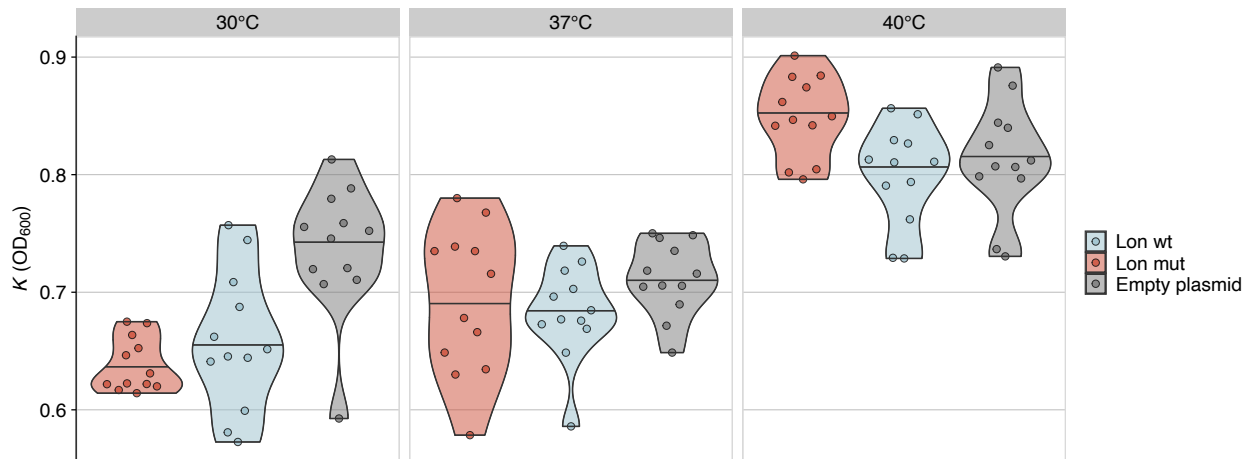 30°C 37°C 40°C
K (OD600)
0.9
0.8
0.7
0.6
Lon wt
Lon mut
Empty plasmid